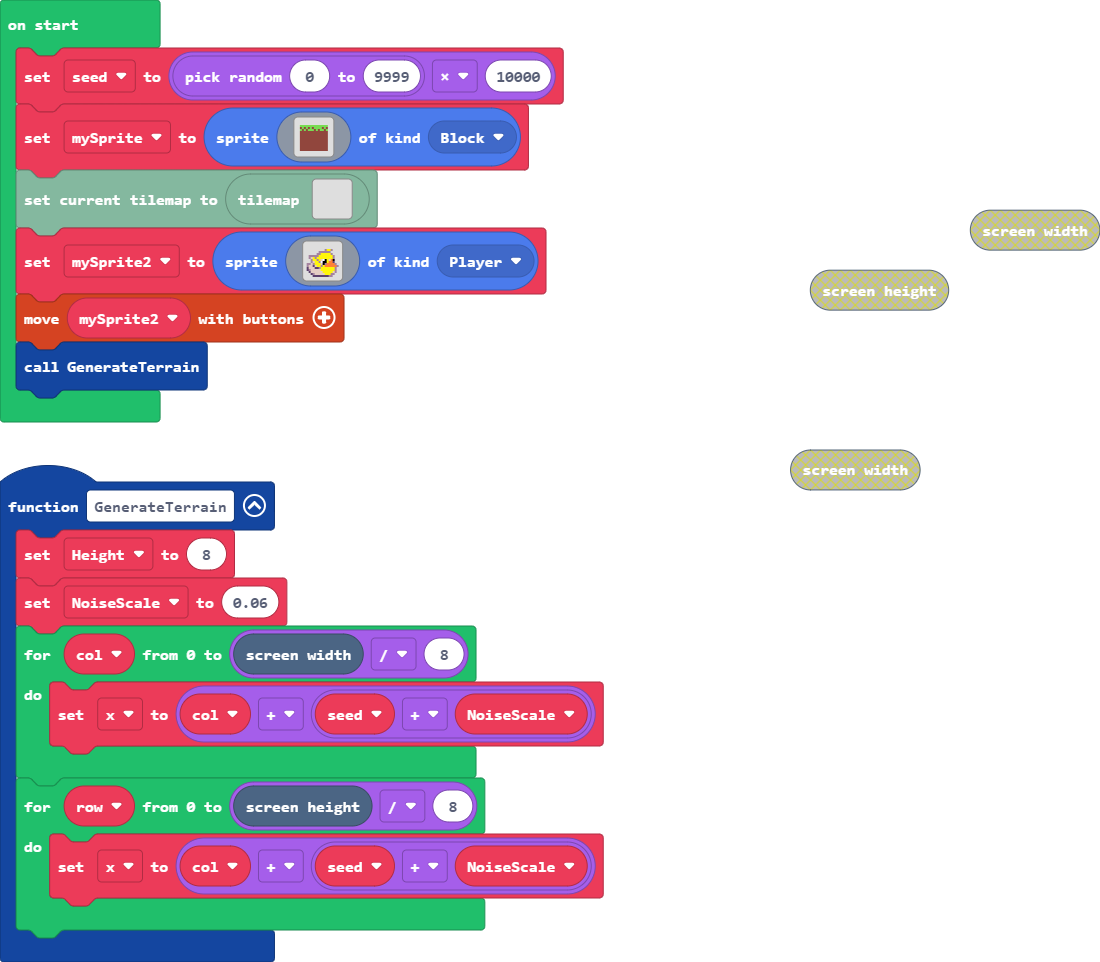 on start
set seed to pick random 0 to 9999 × 10000
set mySprite to sprite of kind Block
set current tilemap to tilemap
screen width
set mySprite2 to sprite of kind Player
screen height
move mySprite2 with buttons
call GenerateTerrain
screen width
function GenerateTerrain
set Height to 8
set NoiseScale to 0.06
for col from 0 to screen width / 8
do
set x to col + seed + NoiseScale
for row from 0 to screen height / 8
do
set x to col + seed + NoiseScale